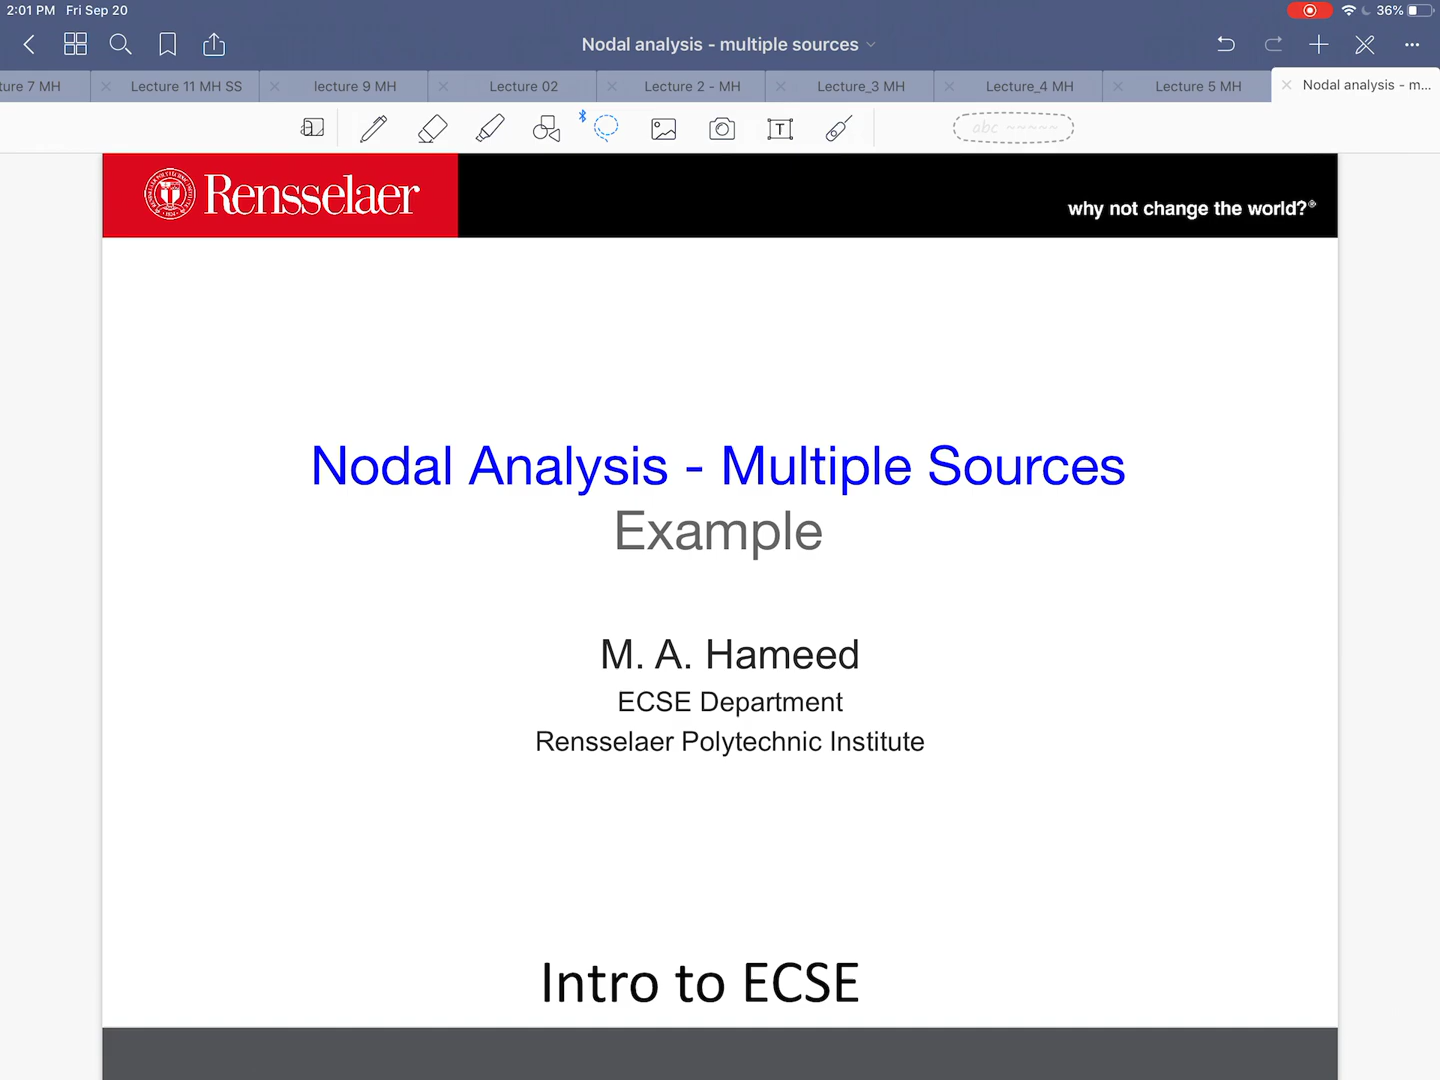 2:01 PM Fri Sep 20
36%
Nodal analysis - multiple sources
ture 7 MH
Lecture 11 MH SS
lecture 9 MH
Lecture 02
Lecture 2 - MH
Lecture_3 MH
Lecture_4 MH
Lecture 5 MH
Nodal analysis - m...
a
T
abc
Rensselaer
why not change the world?®
Nodal Analysis - Multiple Sources
Example
M. A. Hameed
ECSE Department
Rensselaer Polytechnic Institute
Intro to ECSE